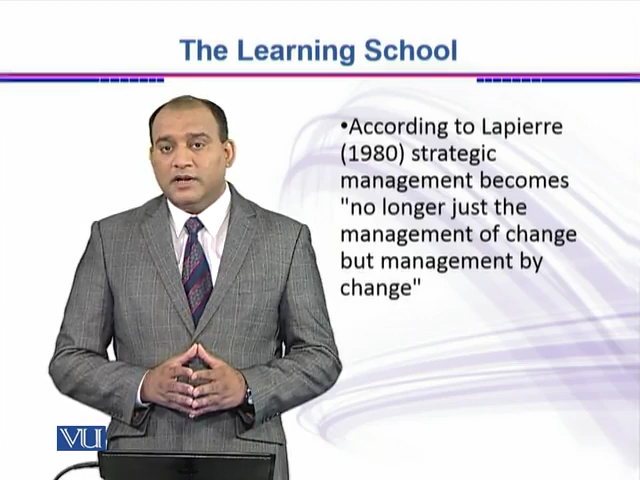 The Learning School
•According to Lapierre
(1980) strategic
management becomes
"no longer just the
management of change
but management by
change"
VU